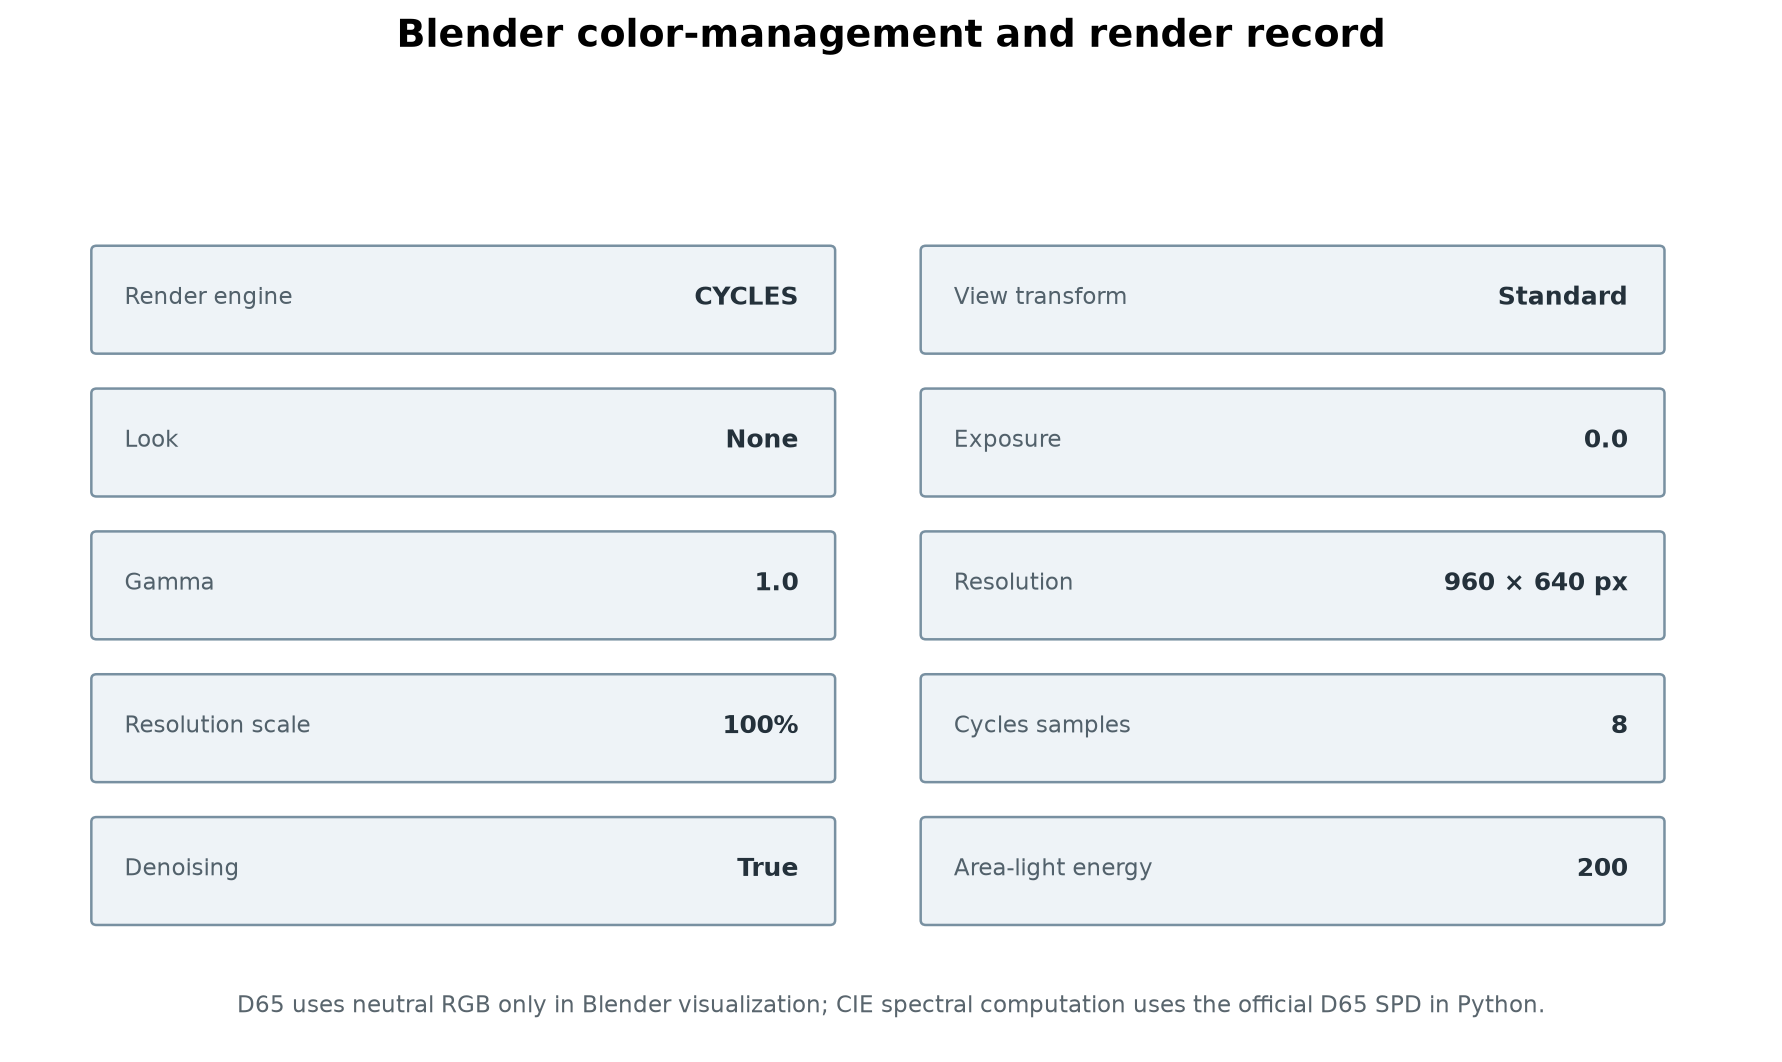 Blender color-management and render record
Render engine CYCLES
View transform Standard
Look None
Exposure 0.0
Gamma 1.0
Resolution 960 × 640 px
Resolution scale 100%
Cycles samples 8
Denoising True
Area-light energy 200
D65 uses neutral RGB only in Blender visualization; CIE spectral computation uses the official D65 SPD in Python.